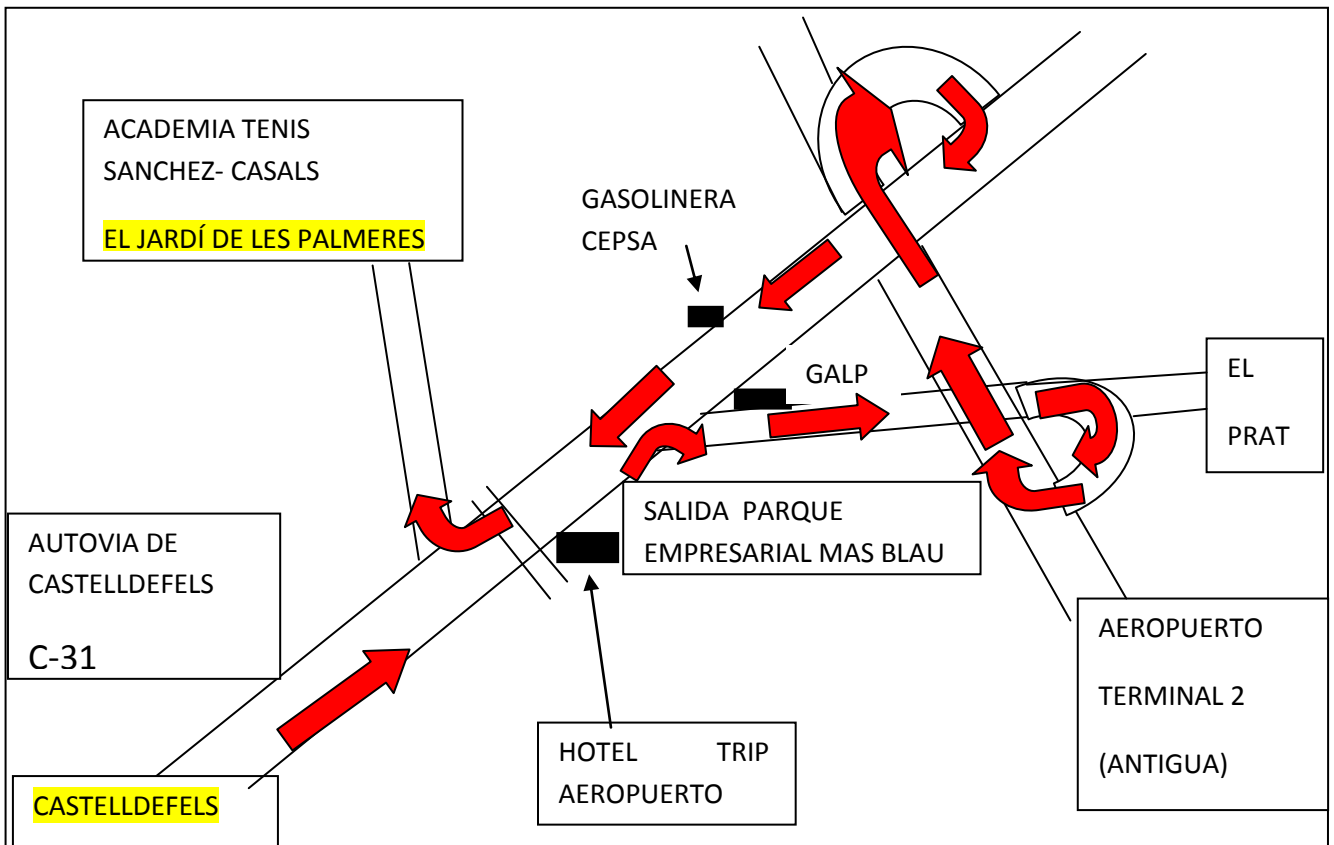 ACADEMIA TENIS
SANCHEZ- CASALS
EL JARDÍ DE LES PALMERES
GASOLINERA
CEPSA
GALP
EL
PRAT
SALIDA PARQUE
EMPRESARIAL MAS BLAU
AUTOVIA DE
CASTELLDEFELS
C-31
AEROPUERTO
TERMINAL 2
(ANTIGUA)
HOTEL TRIP
AEROPUERTO
CASTELLDEFELS